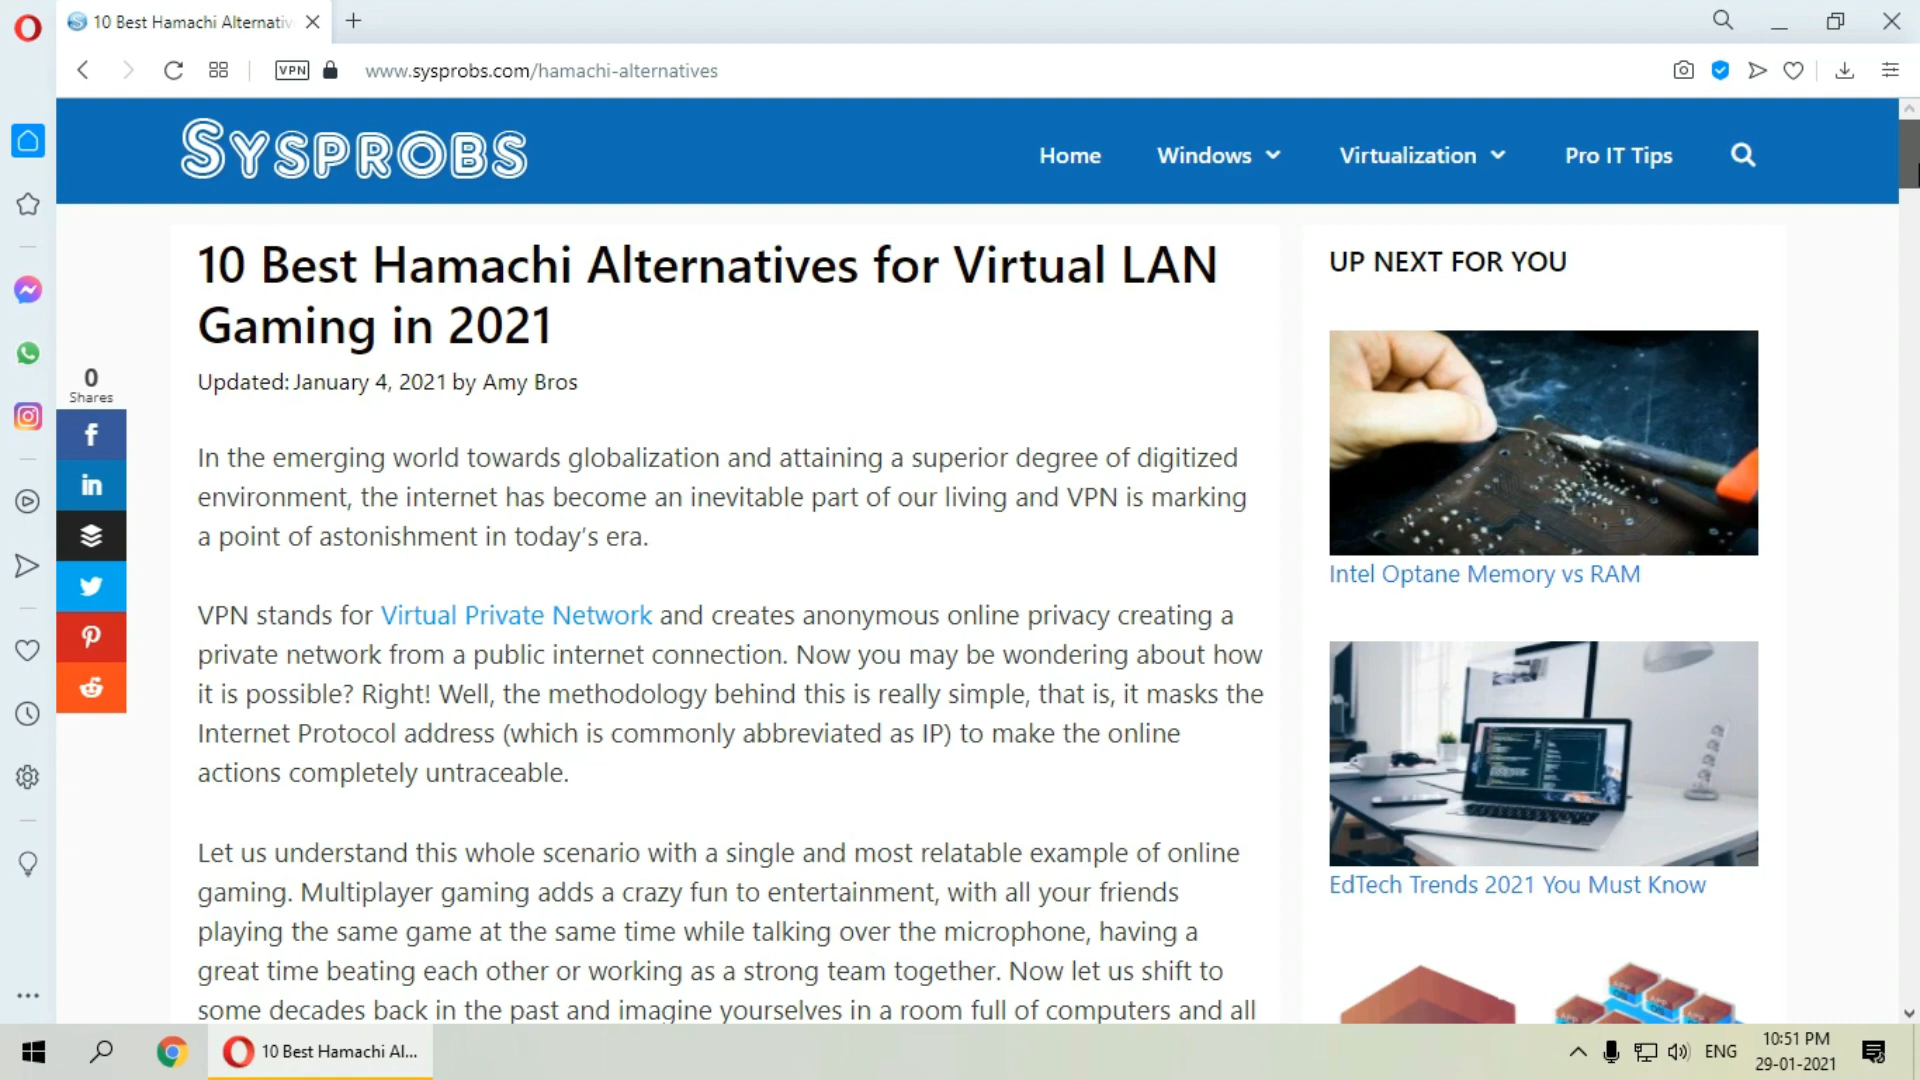 10 Best Hamachi Alternativ
VPN
www.sysprobs.com/hamachi-alternatives
SYSPROBS
Home
Windows
Virtualization
Pro IT Tips
10 Best Hamachi Alternatives for Virtual LAN
Gaming in 2021
Updated: January 4, 2021 by Amy Bros
0
Shares
In the emerging world towards globalization and attaining a superior degree of digitized
environment, the internet has become an inevitable part of our living and VPN is marking
a point of astonishment in today's era.
VPN stands for Virtual Private Network and creates anonymous online privacy creating a
private network from a public internet connection. Now you may be wondering about how
it is possible? Right! Well, the methodology behind this is really simple, that is, it masks the
Internet Protocol address (which is commonly abbreviated as IP) to make the online
actions completely untraceable.
Let us understand this whole scenario with a single and most relatable example of online
gaming. Multiplayer gaming adds a crazy fun to entertainment, with all your friends
playing the same game at the same time while talking over the microphone, having a
great time beating each other or working as a strong team together. Now let us shift to
some decades back in the past and imagine yourselves in a room full of computers and all
UP NEXT FOR YOU
Intel Optane Memory vs RAM
EdTech Trends 2021 You Must Know
10 Best Hamachi Al...
ENG
10:51 PM
29-01-2021